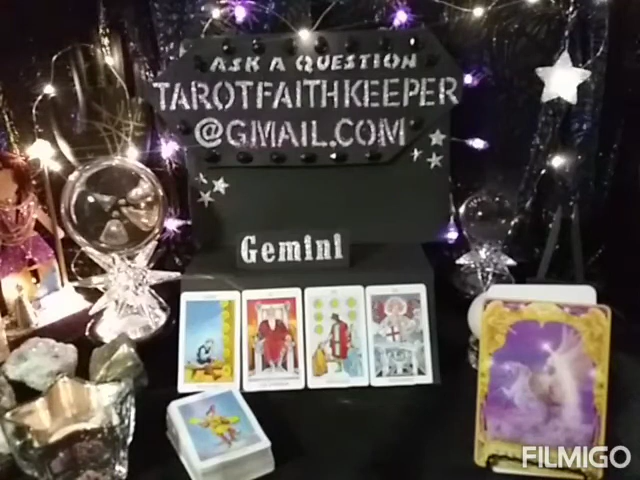 ASK A QUESTION
TAROTFAITHKEEPER
@GMAIL.COM
Gemini
FILMIGO